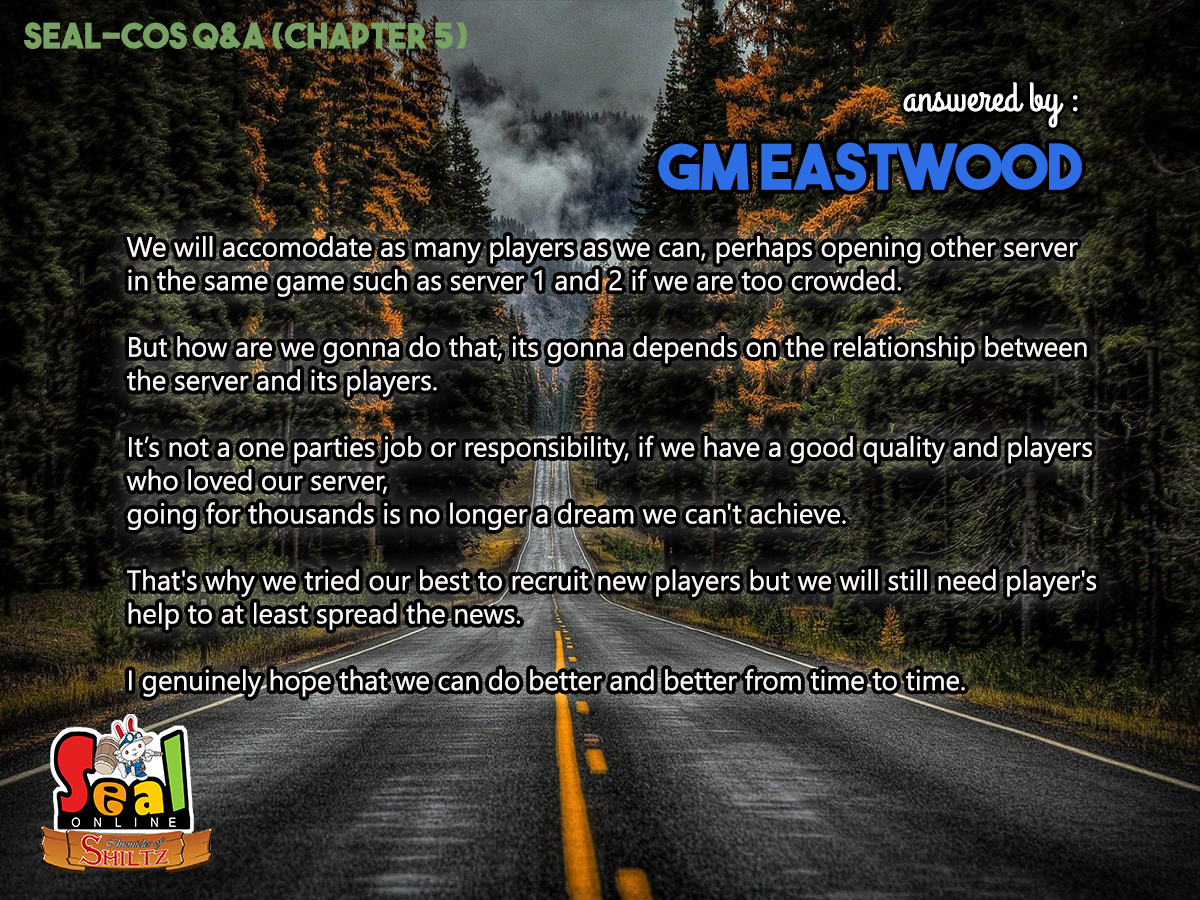 SEAL-COS Q&A (CHAPTER 5)
answered by :
GM EASTWOOD
We will accomodate as many players as we can, perhaps opening other server
in the same game such as server 1 and 2 if we are too crowded.
But how are we gonna do that, its gonna depends on the relationship between
the server and its players.
It’s not a one parties job or responsibility, if we have a good quality and players
who loved our server,
going for thousands is no longer a dream we can't achieve.
That's why we tried our best to recruit new players but we will still need player's
help to at least spread the news.
I genuinely hope that we can do better and better from time to time.
Seal
ONLINE
Chronicles of
SHILTZ